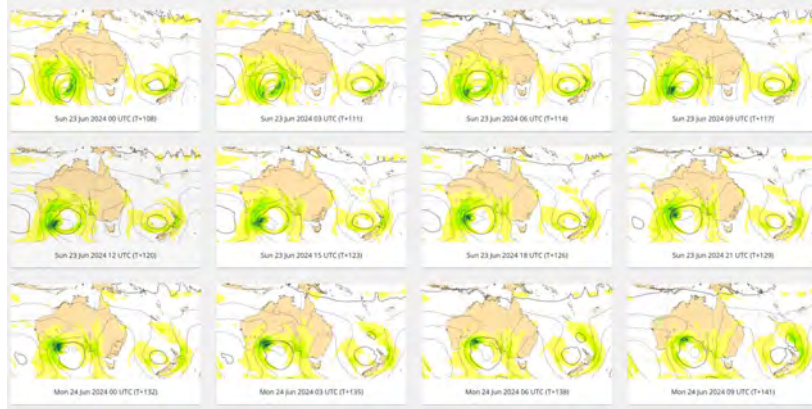 Sun 23 Jun 2024 00 UTC (T+108)
Sun 23 Jun 2024 03 UTC (T+111)
Sun 23 Jun 2024 06 UTC (T+114)
Sun 23 Jun 2024 09 UTC (T+117)
Sun 23 Jun 2024 12 UTC (T+120)
Sun 23 Jun 2024 15 UTC (T+123)
Sun 23 Jun 2024 18 UTC (T+126)
Sun 23 Jun 2024 21 UTC (T+129)
Mon 24 Jun 2024 00 UTC (T+132)
Mon 24 Jun 2024 03 UTC (T+135)
Mon 24 Jun 2024 06 UTC (T+138)
Mon 24 Jun 2024 09 UTC (T+141)